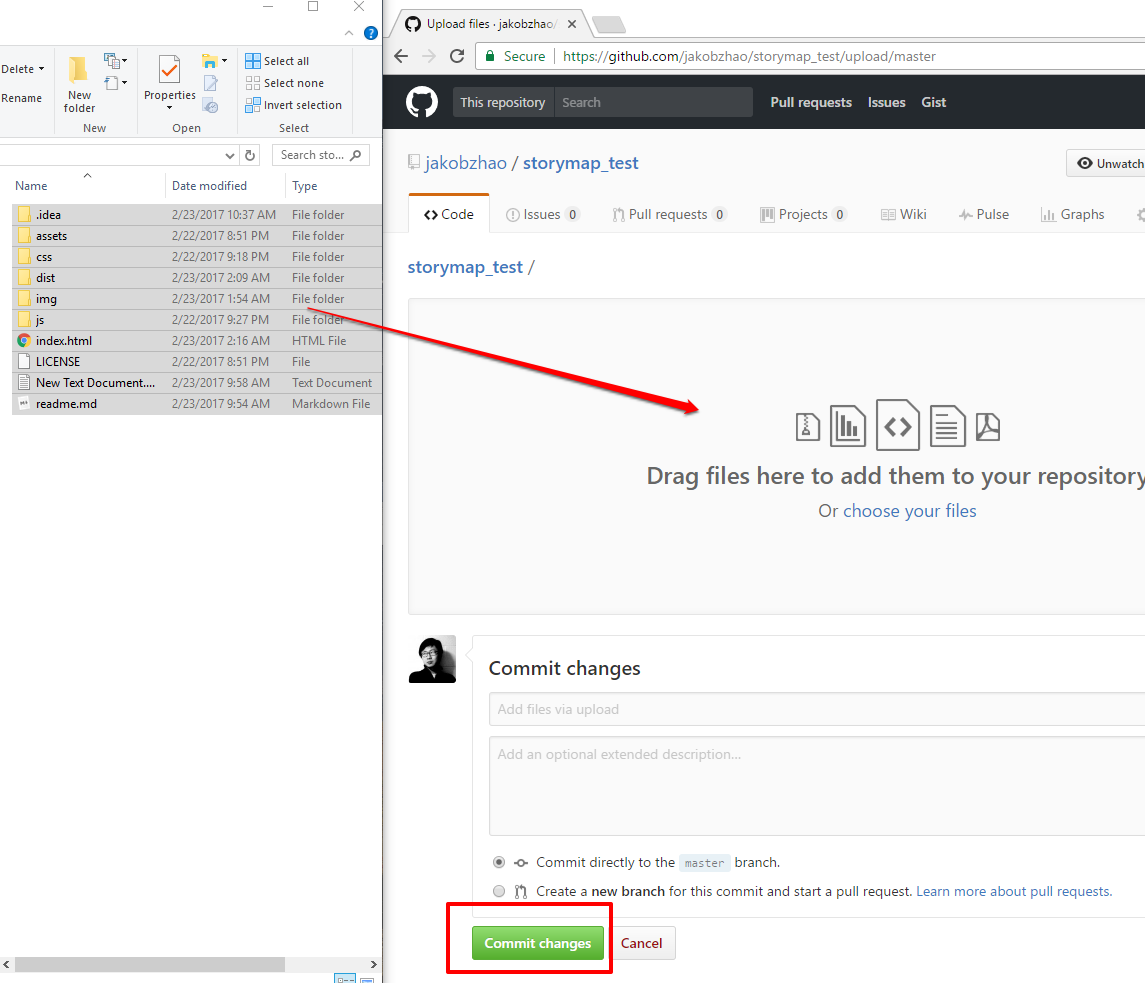 Delete
Rename
New
folder
New
Properties
Open
Select all
Select none
Invert selection
Select
Search sto...
Name
Date modified
Type
.idea 2/23/2017 10:37 AM File folder
assets 2/22/2017 8:51 PM File folder
css 2/22/2017 9:18 PM File folder
dist 2/23/2017 2:09 AM File folder
img 2/23/2017 1:54 AM File folder
js 2/22/2017 9:27 PM File folder
index.html 2/23/2017 2:16 AM HTML File
LICENSE 2/22/2017 8:51 PM File
New Text Document.... 2/23/2017 9:58 AM Text Document
readme.md 2/23/2017 9:54 AM Markdown File
Upload files · jakobzhao/
Secure https://github.com/jakobzhao/storymap_test/upload/master
This repository Search Pull requests Issues Gist
jakobzhao / storymap_test
Unwatch
Code Issues 0 Pull requests 0 Projects 0 Wiki Pulse Graphs
storymap_test /
Drag files here to add them to your repository
Or choose your files
Commit changes
Add files via upload
Add an optional extended description...
Commit directly to the master branch.
Create a new branch for this commit and start a pull request. Learn more about pull requests.
Commit changes Cancel